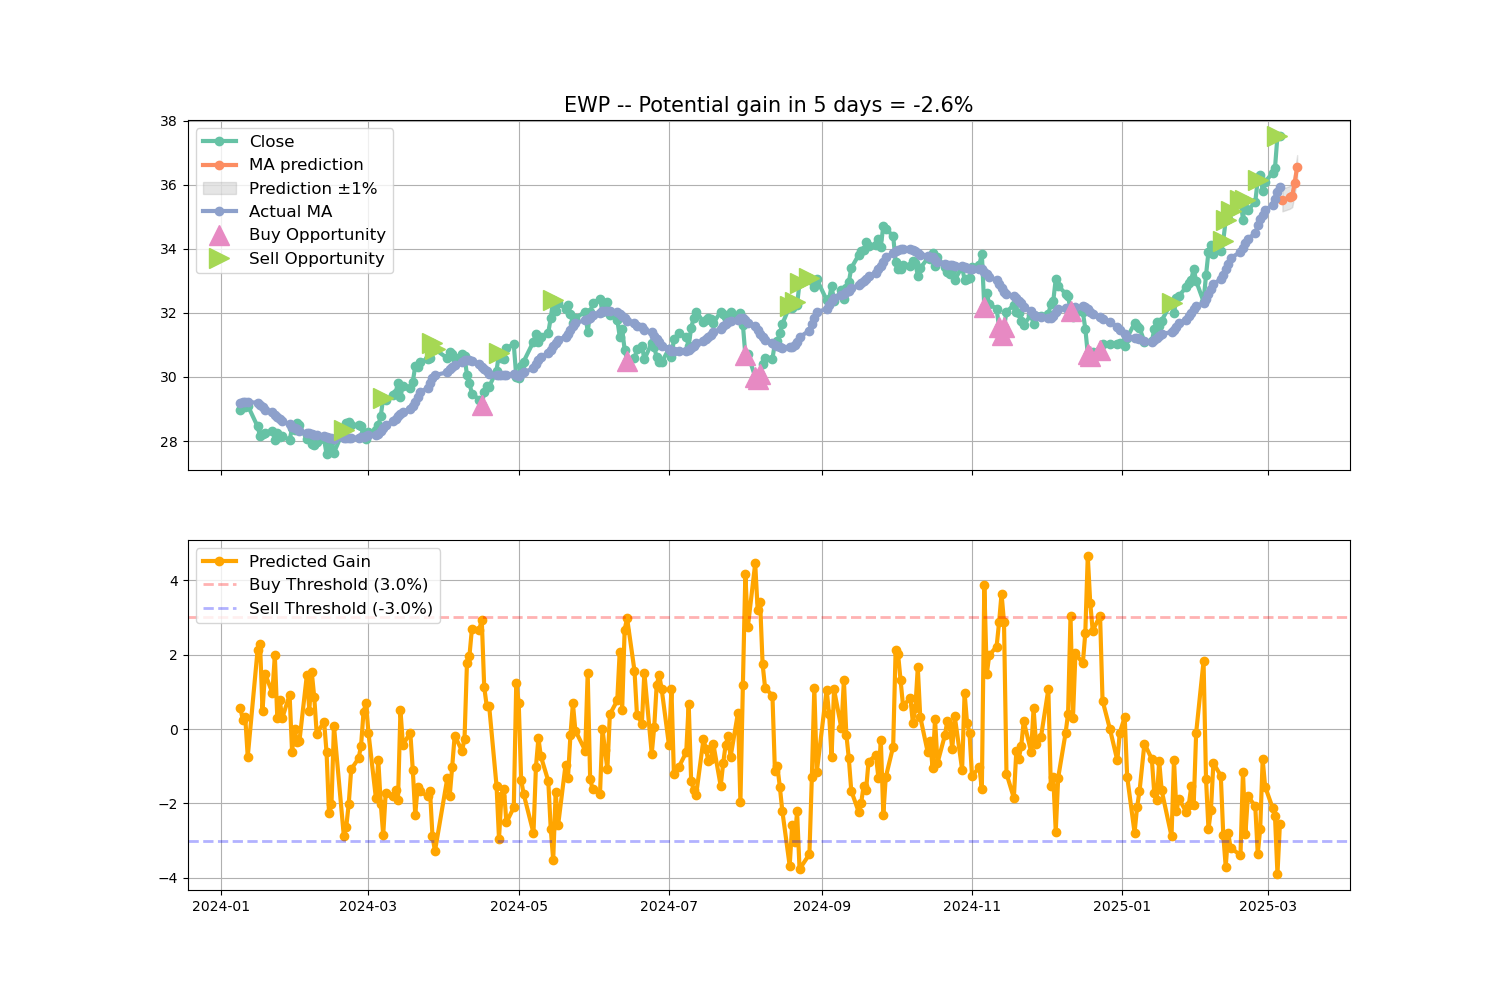 EWP -- Potential gain in 5 days = -2.6%
38
36
34
32
30
28
Close
MA prediction
Prediction ±1%
Actual MA
Buy Opportunity
Sell Opportunity
4
2
0
−2
−4
Predicted Gain
Buy Threshold (3.0%)
Sell Threshold (-3.0%)
2024-01
2024-03
2024-05
2024-07
2024-09
2024-11
2025-01
2025-03